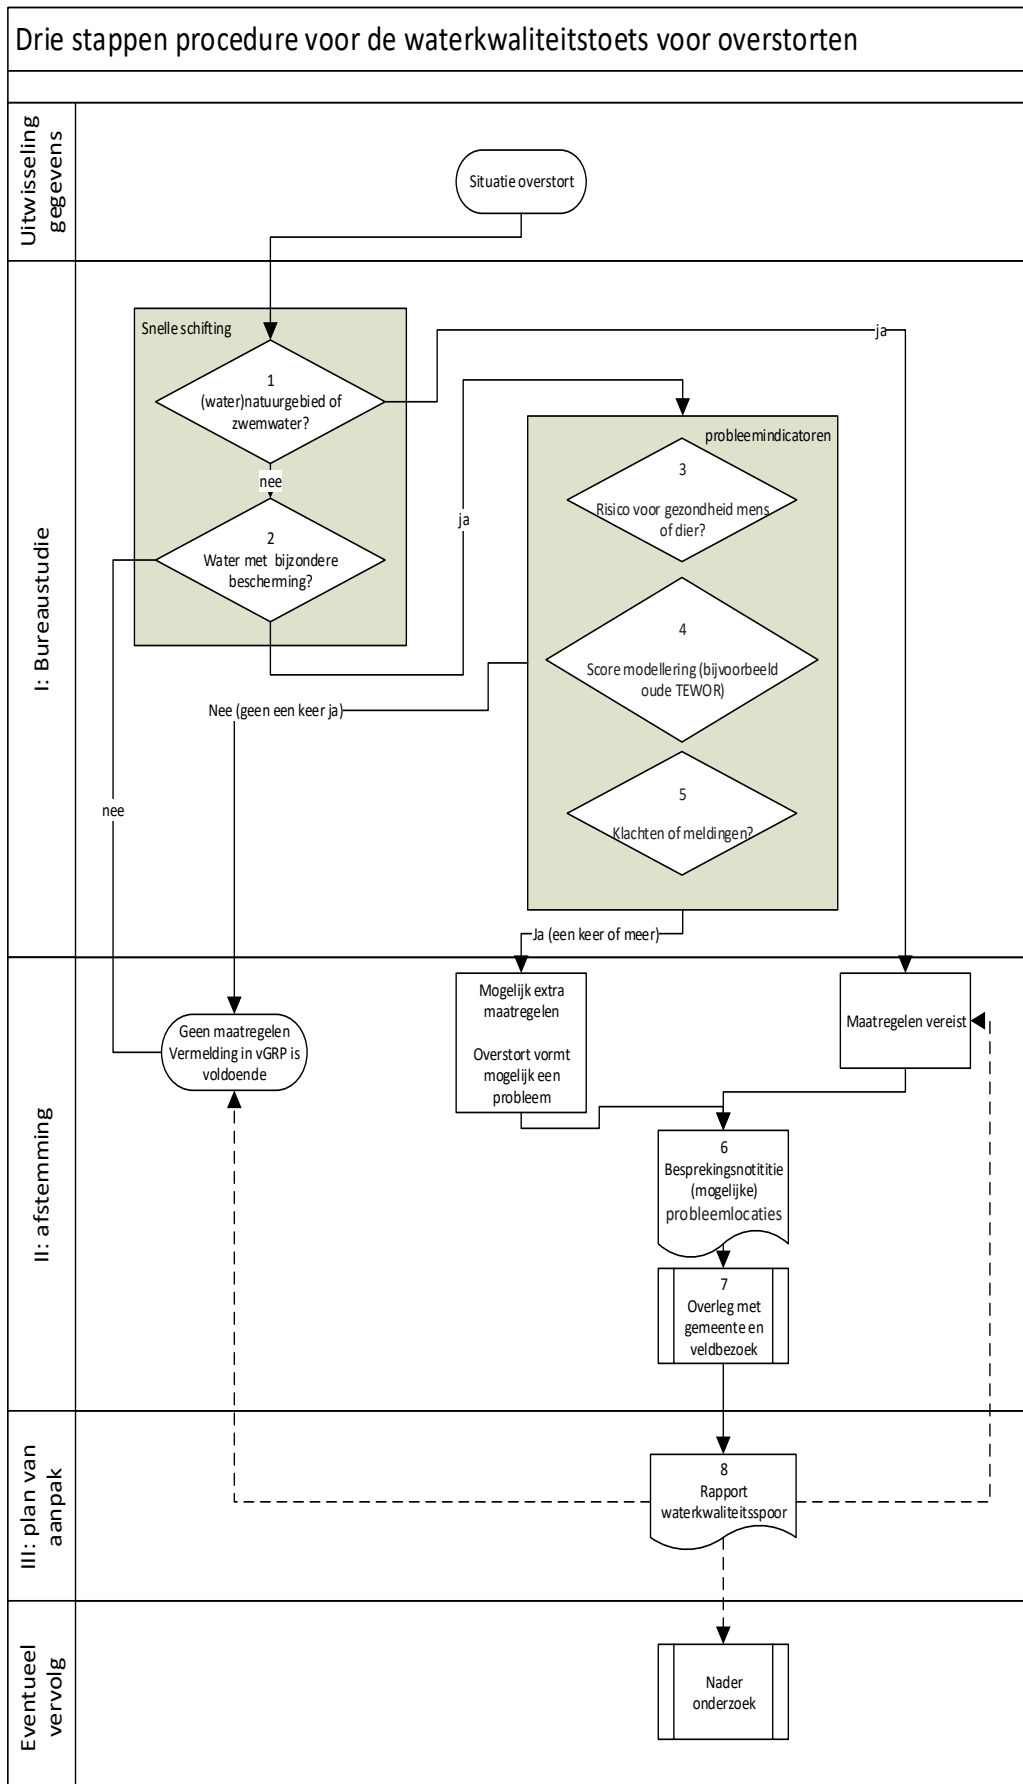 Drie stappen procedure voor de waterkwaliteitstoets voor overstorten
Uitwisseling
gegevens
Situatie overstort
I: Bureaustudie
Snelle schifting
1
(water)natuurgebied of
zwemwater?
ja
nee
2
Water met bijzondere
bescherming?
ja
nee
probleemindicatoren
3
Risico voor gezondheid mens
of dier?
4
Score modellering (bijvoorbeeld
oude TEWOR)
5
Klachten of meldingen?
Nee (geen een keer ja)
Ja (een keer of meer)
II: afstemming
Geen maatregelen
Vermelding in vGRP is
voldoende
Mogelijk extra
maatregelen
Overstort vormt
mogelijk een
probleem
Maatregelen vereist
6
Besprekingsnotititie
(mogelijke)
probleemlocaties
7
Overleg met
gemeente en
veldbezoek
III: plan van
aanpak
8
Rapport
waterkwaliteitsspoor
Eventueel
vervolg
Nader
onderzoek